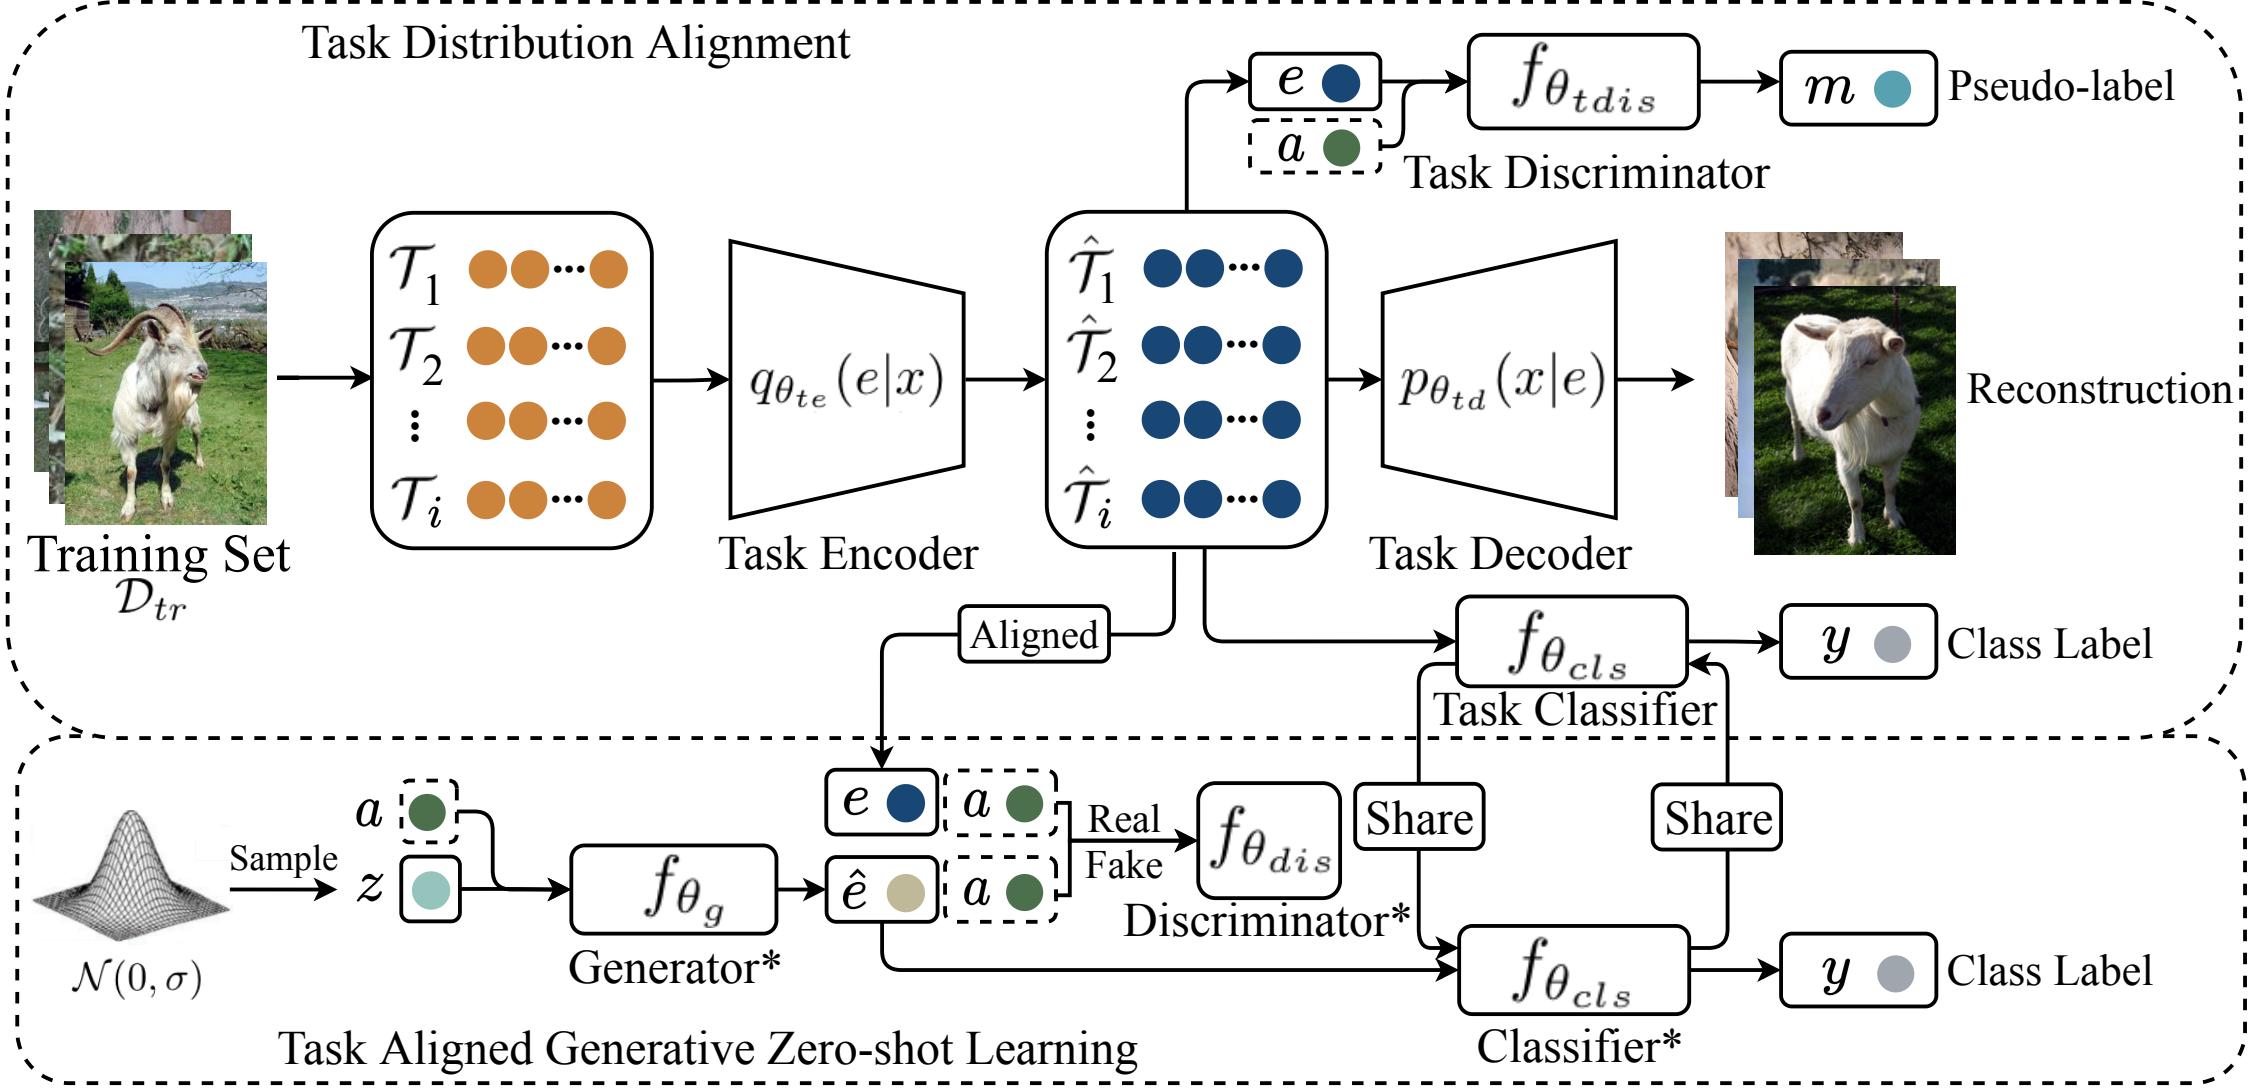 Task Distribution Alignment
e
a
f_{θ_{tdis}}
m
Pseudo-label
Task Discriminator
Training Set
𝒟_{tr}
𝒯_1
𝒯_2
⋮
𝒯_i
q_{θ_{te}}(e|x)
Task Encoder
𝒯̂_1
𝒯̂_2
⋮
𝒯̂_i
p_{θ_{td}}(x|e)
Task Decoder
Reconstruction
Aligned
f_{θ_{cls}}
Task Classifier
y
Class Label
Share
Share
𝒩(0, σ)
Sample
a
z
f_{θ_g}
Generator*
e
a
ê
a
Real
Fake
f_{θ_{dis}}
Discriminator*
f_{θ_{cls}}
Classifier*
y
Class Label
Task Aligned Generative Zero-shot Learning